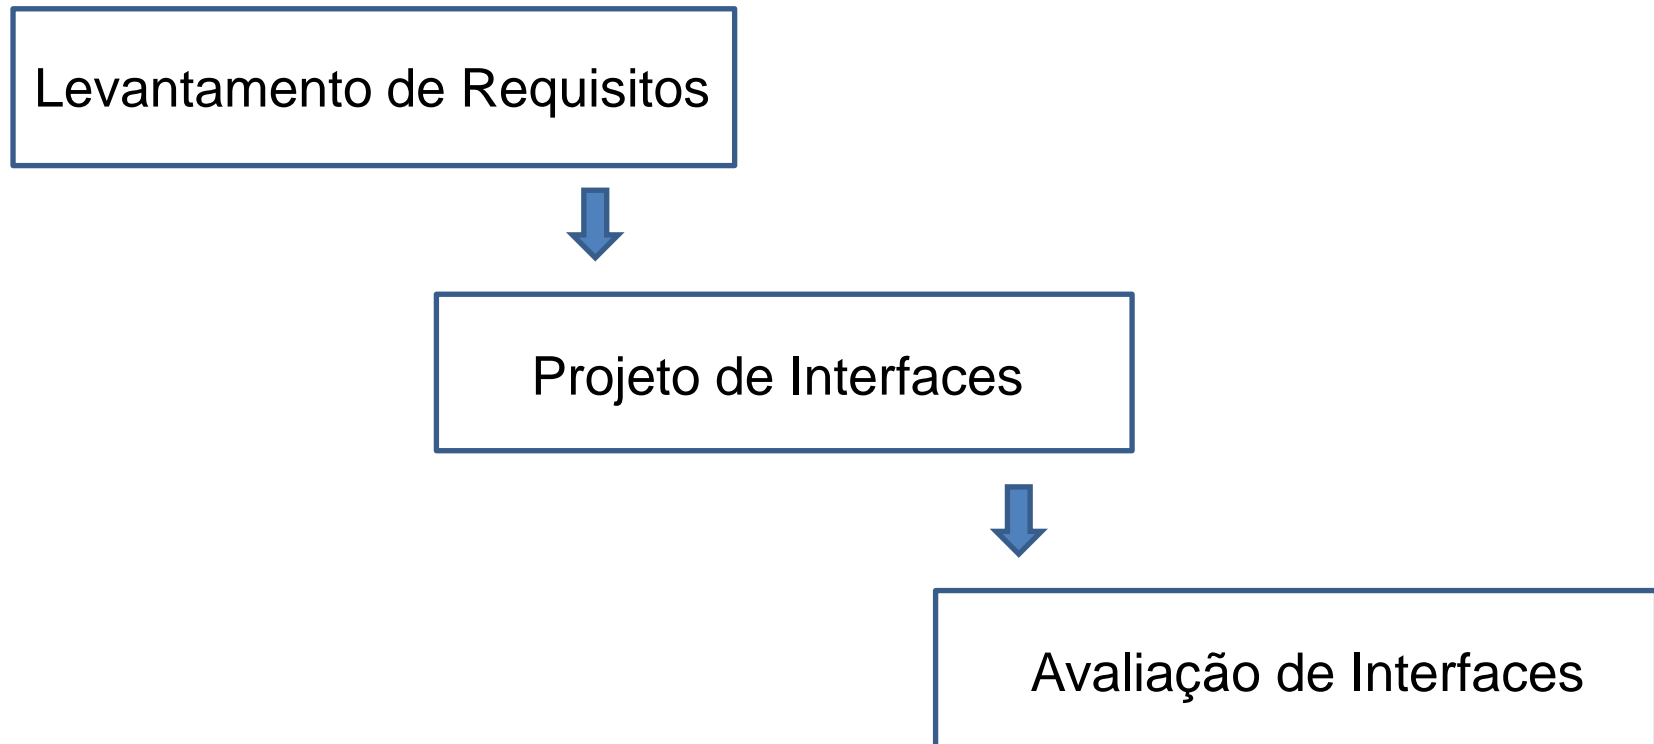 Levantamento de Requisitos
Projeto de Interfaces
Avaliação de Interfaces